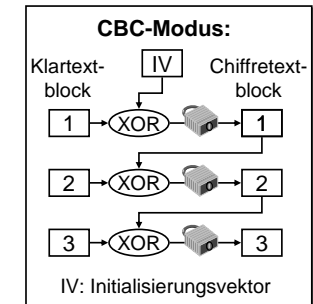 CBC-Modus:
Klartext- IV Chiffretext-
block block
1 XOR 1
2 XOR 2
3 XOR 3
IV: Initialisierungsvektor